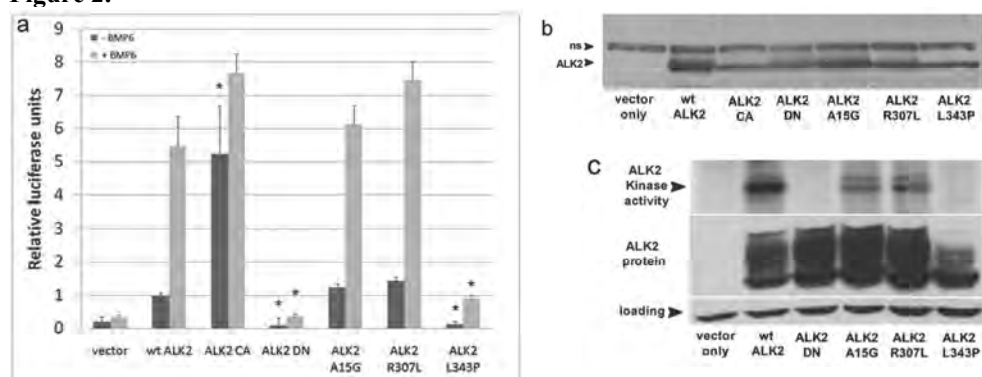 Figure 2.
a
9
8
7
6
5
4
3
2
1
0
Relative luciferase units
- BMP6
+ BMP6
*
* *
* *
vector
wt ALK2
ALK2 CA
ALK2 DN
ALK2 A15G
ALK2 R307L
ALK2 L343P
b
ns
ALK2
vector only
wt ALK2
ALK2 CA
ALK2 DN
ALK2 A15G
ALK2 R307L
ALK2 L343P
c
ALK2 Kinase activity
ALK2 protein
loading
vector only
wt ALK2
ALK2 DN
ALK2 A15G
ALK2 R307L
ALK2 L343P